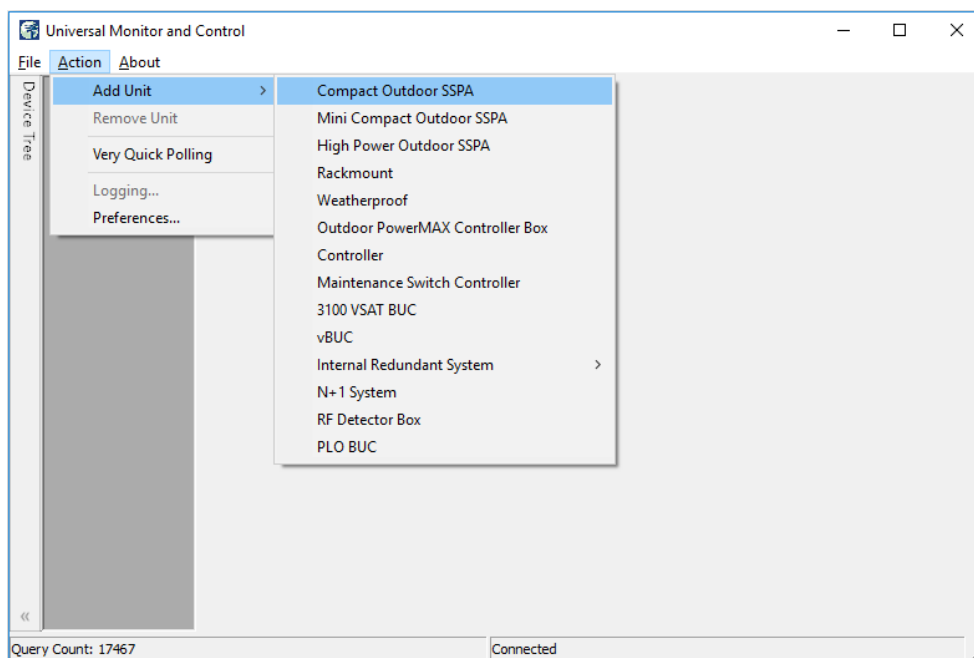 Universal Monitor and Control
File Action About
Device Tree
Add Unit
Remove Unit
Very Quick Polling
Logging...
Preferences...
Compact Outdoor SSPA
Mini Compact Outdoor SSPA
High Power Outdoor SSPA
Rackmount
Weatherproof
Outdoor PowerMAX Controller Box
Controller
Maintenance Switch Controller
3100 VSAT BUC
vBUC
Internal Redundant System
N+1 System
RF Detector Box
PLO BUC
Query Count: 17467
Connected